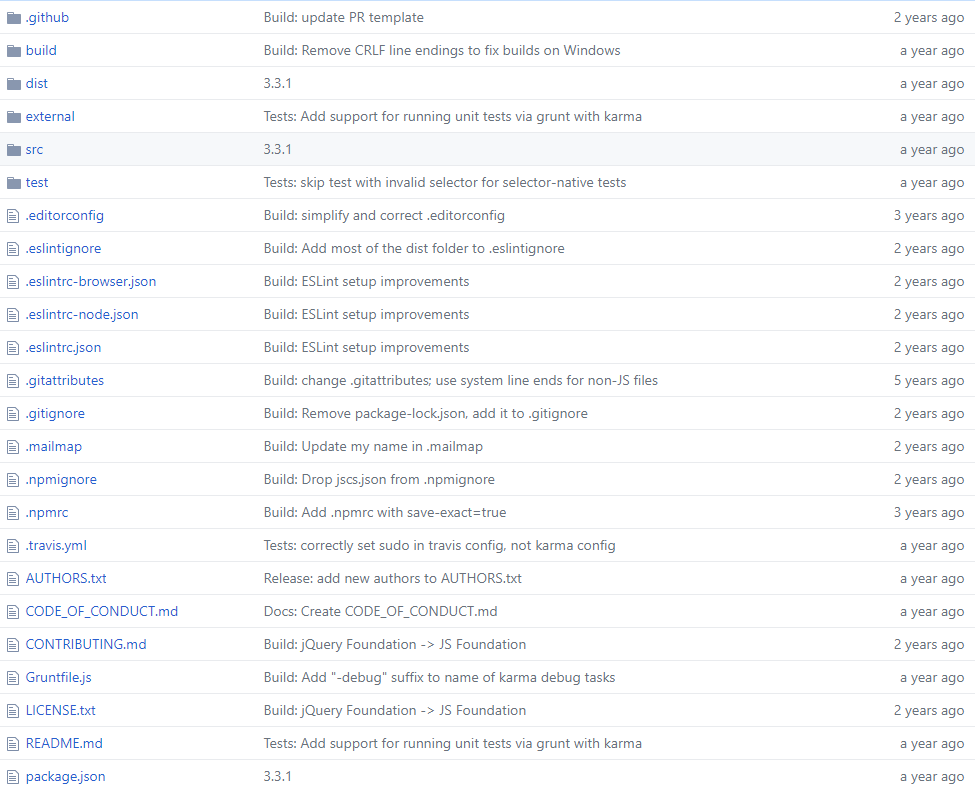 .github Build: update PR template 2 years ago
build Build: Remove CRLF line endings to fix builds on Windows a year ago
dist 3.3.1 a year ago
external Tests: Add support for running unit tests via grunt with karma a year ago
src 3.3.1 a year ago
test Tests: skip test with invalid selector for selector-native tests a year ago
.editorconfig Build: simplify and correct .editorconfig 3 years ago
.eslintignore Build: Add most of the dist folder to .eslintignore 2 years ago
.eslintrc-browser.json Build: ESLint setup improvements 2 years ago
.eslintrc-node.json Build: ESLint setup improvements 2 years ago
.eslintrc.json Build: ESLint setup improvements 2 years ago
.gitattributes Build: change .gitattributes; use system line ends for non-JS files 5 years ago
.gitignore Build: Remove package-lock.json, add it to .gitignore 2 years ago
.mailmap Build: Update my name in .mailmap 2 years ago
.npmignore Build: Drop jscs.json from .npmignore 2 years ago
.npmrc Build: Add .npmrc with save-exact=true 3 years ago
.travis.yml Tests: correctly set sudo in travis config, not karma config a year ago
AUTHORS.txt Release: add new authors to AUTHORS.txt a year ago
CODE_OF_CONDUCT.md Docs: Create CODE_OF_CONDUCT.md a year ago
CONTRIBUTING.md Build: jQuery Foundation -> JS Foundation 2 years ago
Gruntfile.js Build: Add "-debug" suffix to name of karma debug tasks a year ago
LICENSE.txt Build: jQuery Foundation -> JS Foundation 2 years ago
README.md Tests: Add support for running unit tests via grunt with karma a year ago
package.json 3.3.1 a year ago